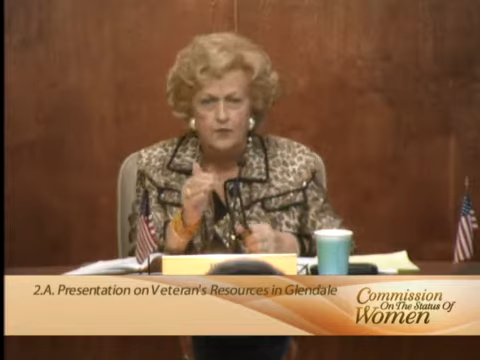 2.A. Presentation on Veteran's Resources in Glendale
Commission
On The Status Of
Women